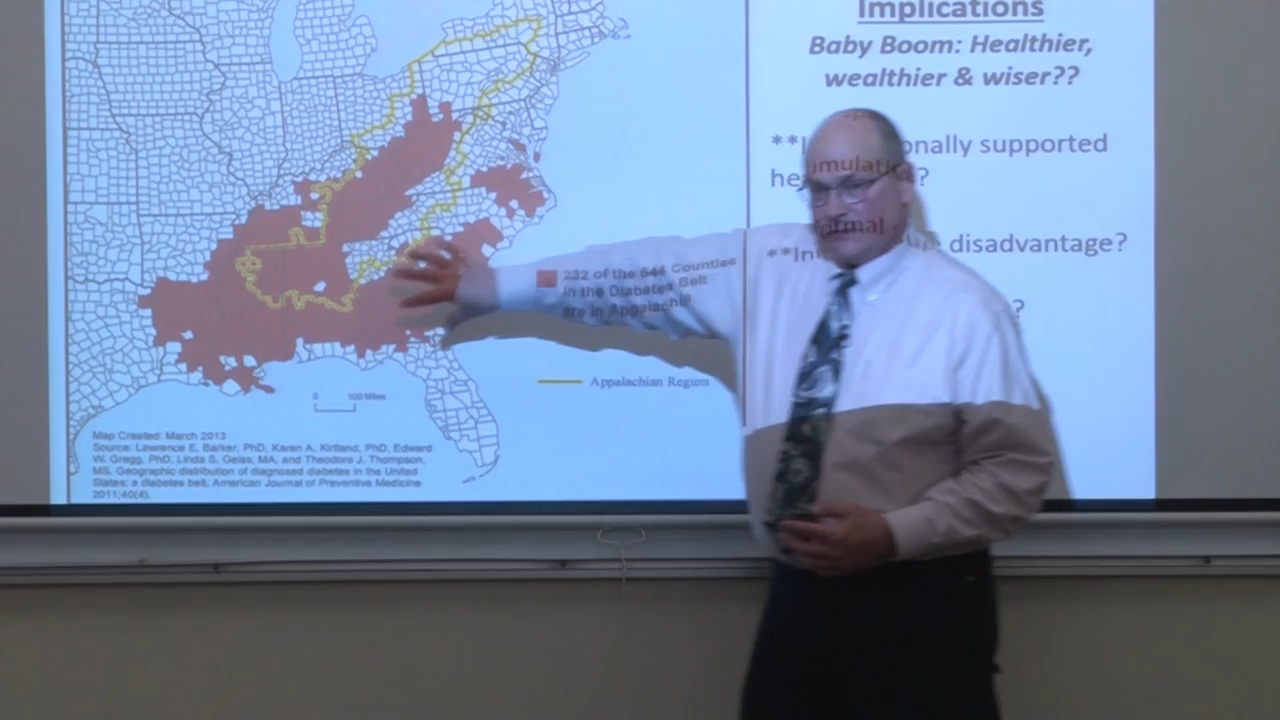 Implications
Baby Boom: Healthier,
wealthier & wiser??
onally supported
he ?
umulativ
ormal
**In disadvantage?
?
232 of the 644 Counties
in the Diabetes Belt
are in Appalachia
Appalachian Region
0 100 Miles
Map Created: March 2013
Source: Lawrence E. Barker, PhD, Karen A. Kirtland, PhD, Edward
W. Gregg, PhD, Linda S. Geiss, MA, and Theodore J. Thompson,
MS. Geographic distribution of diagnosed diabetes in the United
States: a diabetes belt. American Journal of Preventive Medicine
2011;40(4).